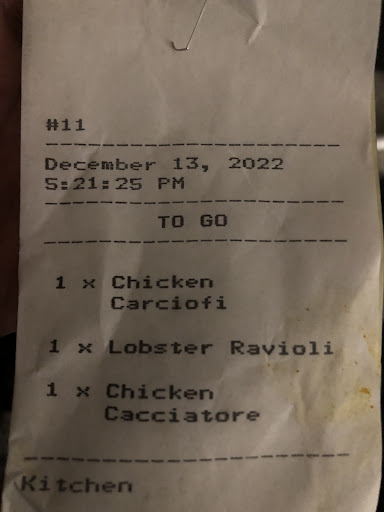 #11
December 13, 2022
5:21:25 PM
TO GO
1 x Chicken
Carciofi
1 x Lobster Ravioli
1 x Chicken
Cacciatore
Kitchen